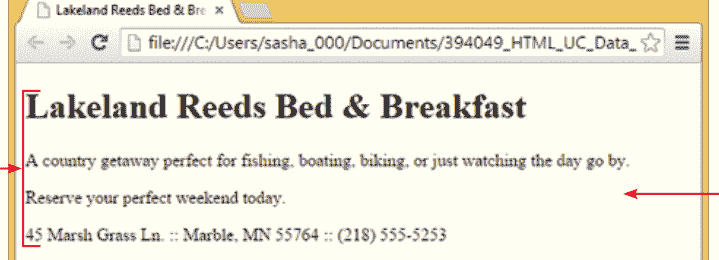 Lakeland Reeds Bed & Bre
file:///C:/Users/sasha_000/Documents/394049_HTML_UC_Data_
Lakeland Reeds Bed & Breakfast
A country getaway perfect for fishing, boating, biking, or just watching the day go by.
Reserve your perfect weekend today.
45 Marsh Grass Ln. :: Marble, MN 55764 :: (218) 555-5253